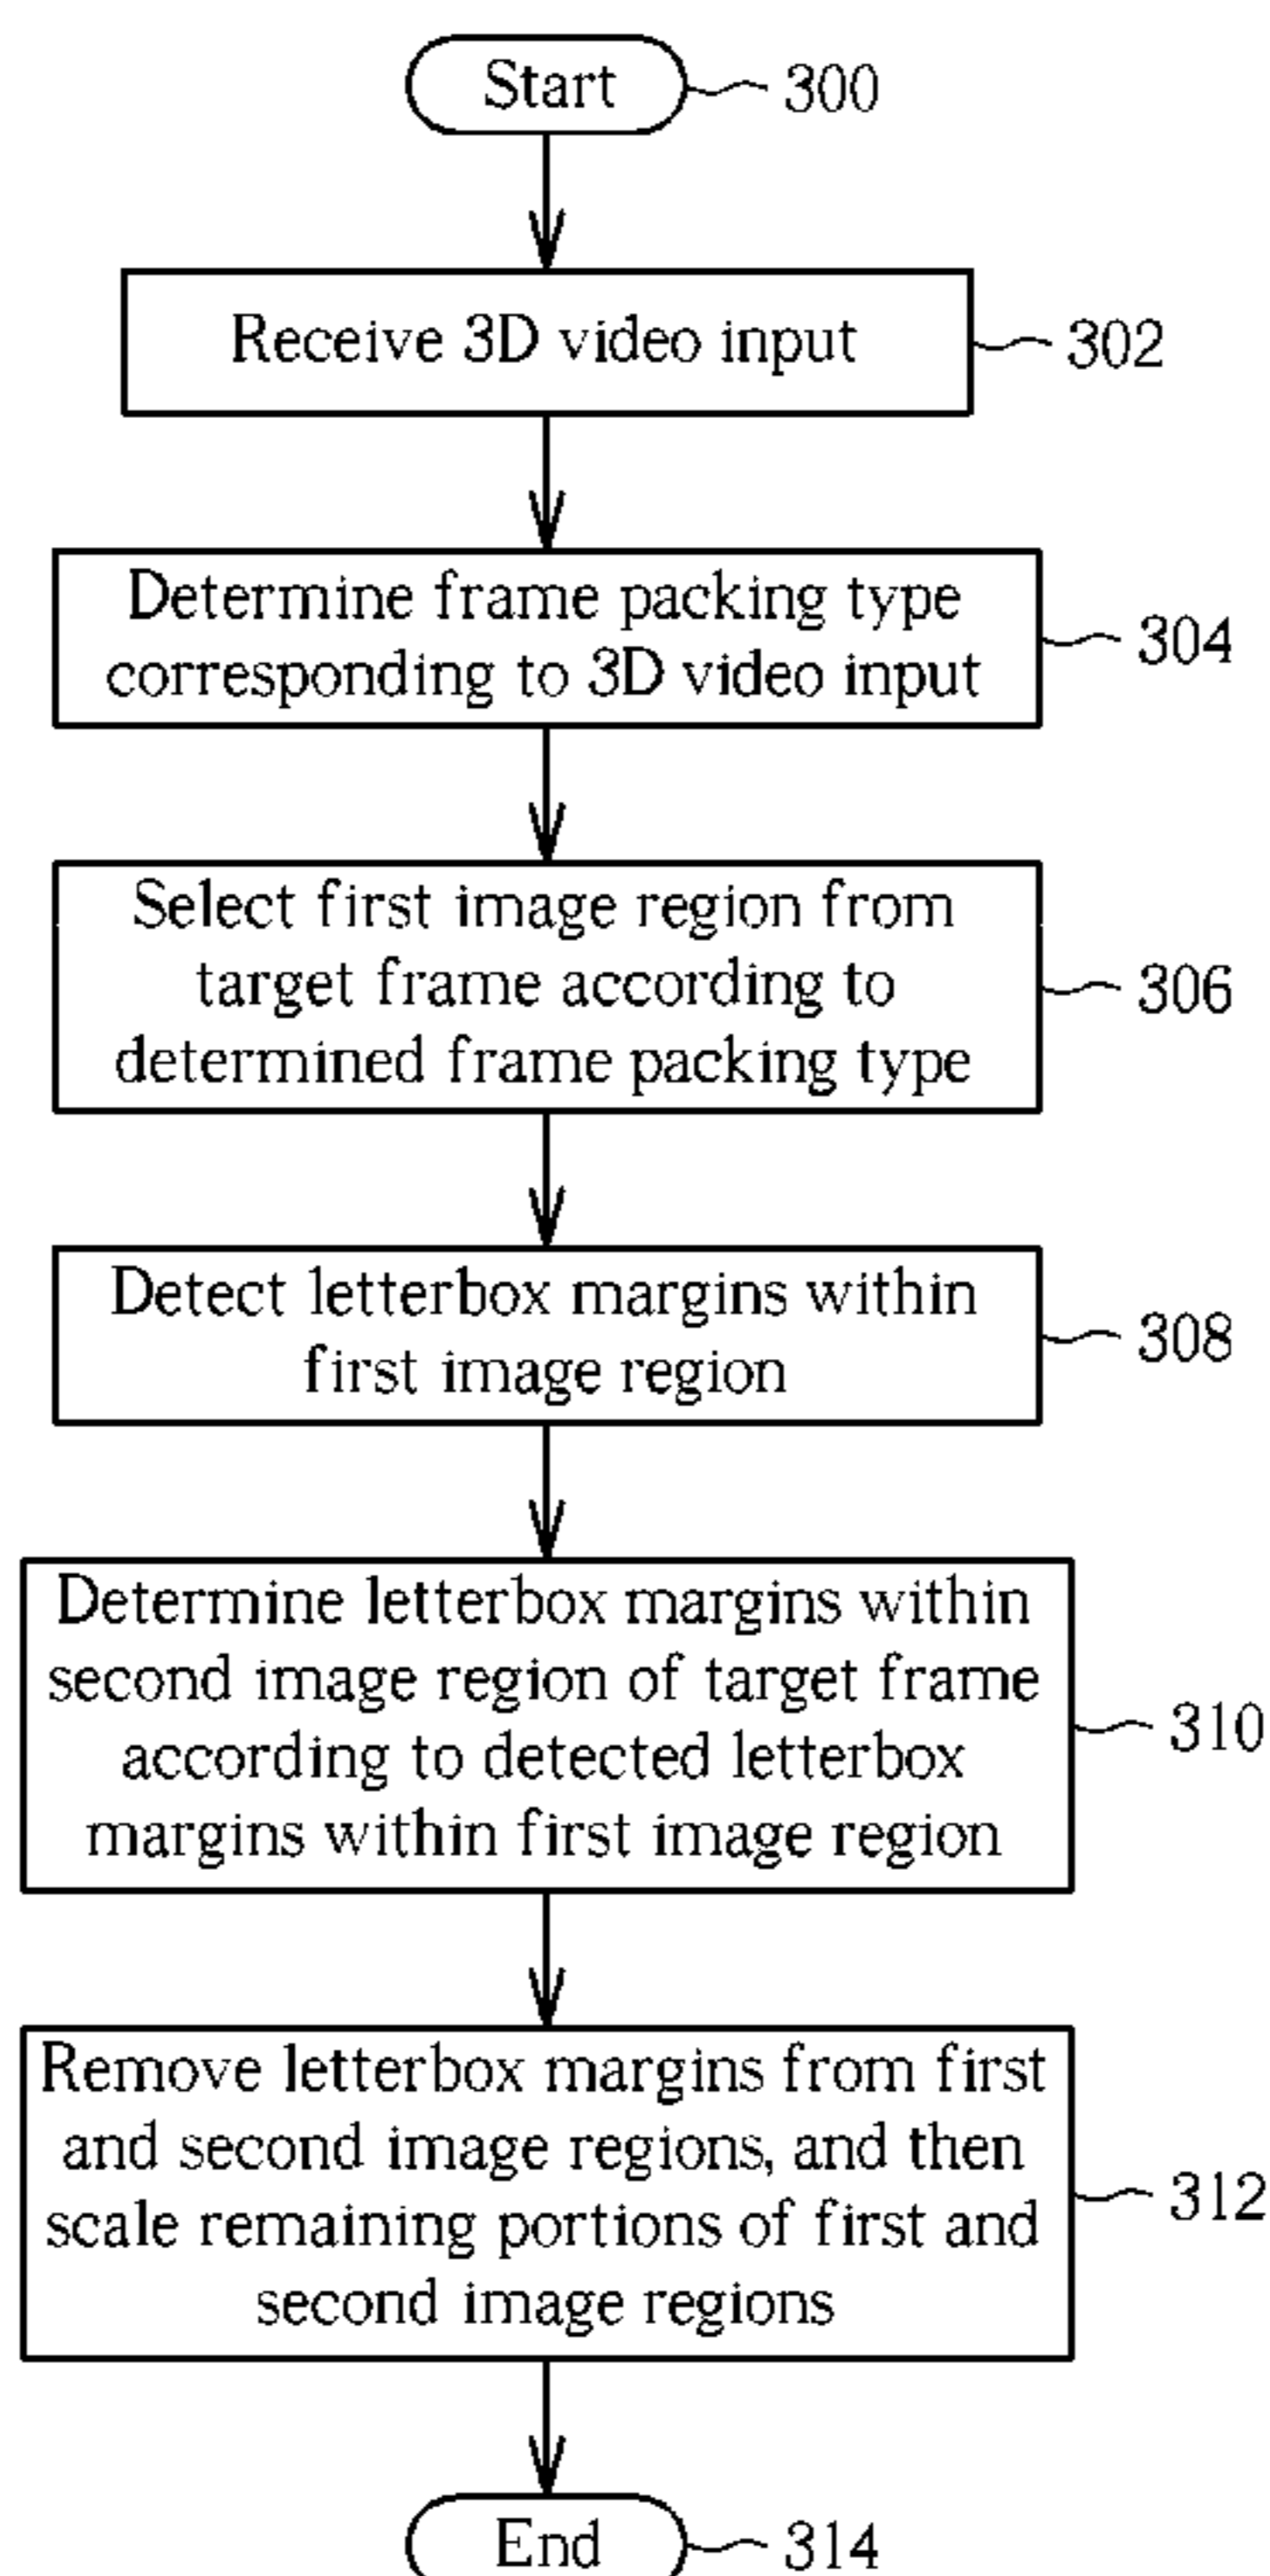 Start
300
Receive 3D video input
302
Determine frame packing type
corresponding to 3D video input
304
Select first image region from
target frame according to
determined frame packing type
306
Detect letterbox margins within
first image region
308
Determine letterbox margins within
second image region of target frame
according to detected letterbox
margins within first image region
310
Remove letterbox margins from first
and second image regions, and then
scale remaining portions of first and
second image regions
312
End
314